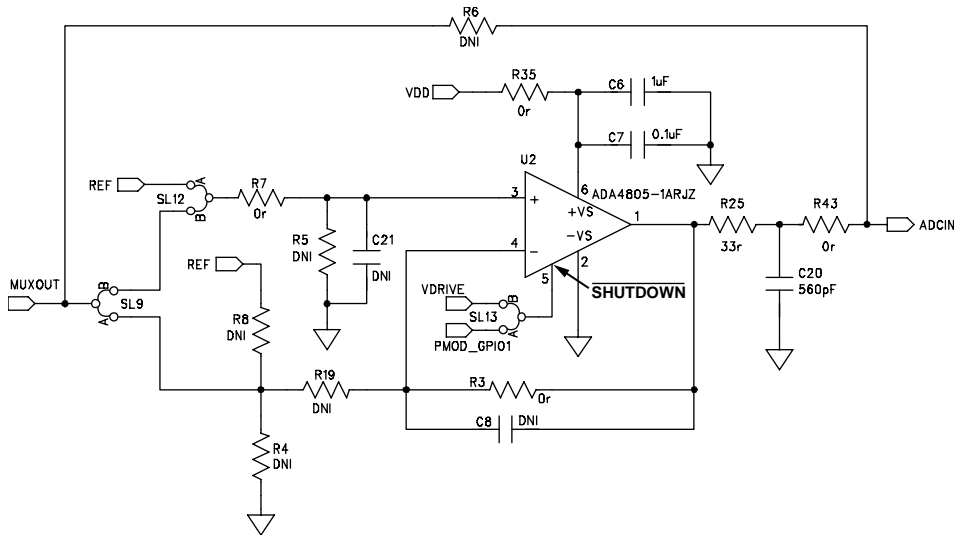 R6
DNI
R35
VDD
0r
C6 1uF
C7 0.1uF
U2
REF
A
SL12
B
R7
0r
3
+
6
ADA4805-1ARJZ
+VS
-VS
1
R25
33r
R43
0r
ADCIN
R5
DNI
C21
DNI
4
-
2
5
SHUTDOWN
C20
560pF
REF
MUXOUT
B
SL9
A
VDRIVE
B
SL13
A
PMOD_GPIO1
R8
DNI
R19
DNI
R3
0r
C8
DNI
R4
DNI